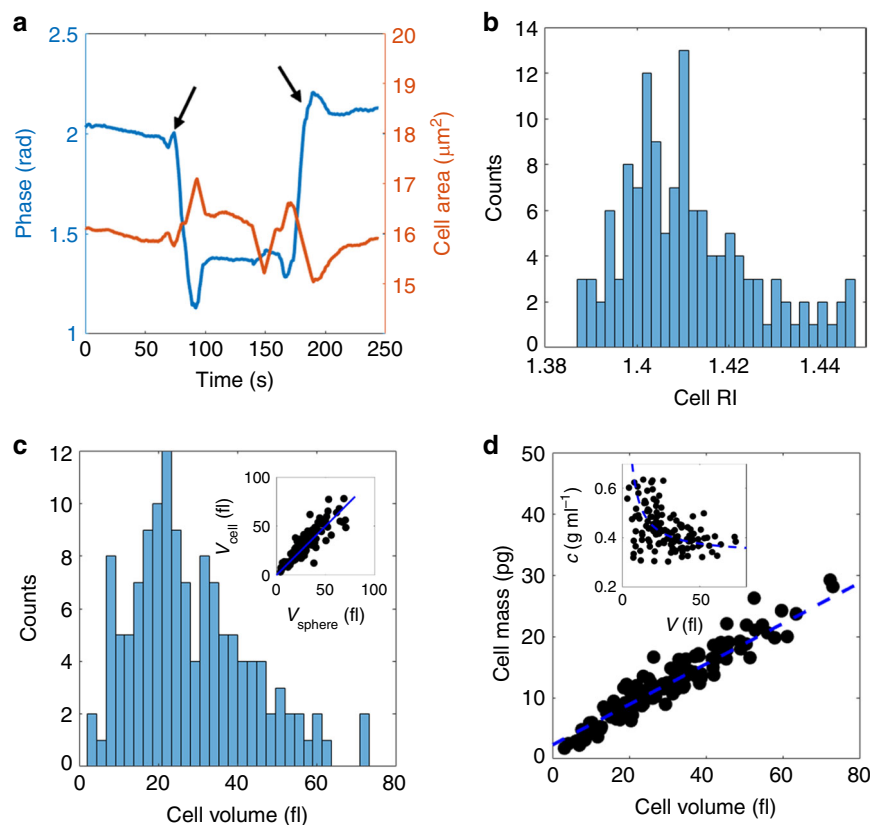 a
2.5
2
1.5
1
Phase (rad)
20
19
18
17
16
15
Cell area (μm²)
0 50 100 150 200 250
Time (s)
b
14
12
10
8
6
4
2
0
Counts
1.38 1.4 1.42 1.44
Cell RI
c
12
10
8
6
4
2
0
Counts
0 20 40 60 80
Cell volume (fl)
100
50
0
V_cell (fl)
0 50 100
V_sphere (fl)
d
50
40
30
20
10
0
Cell mass (pg)
0 20 40 60 80
Cell volume (fl)
0.6
0.4
0.2
c (g ml⁻¹)
0 50
V (fl)